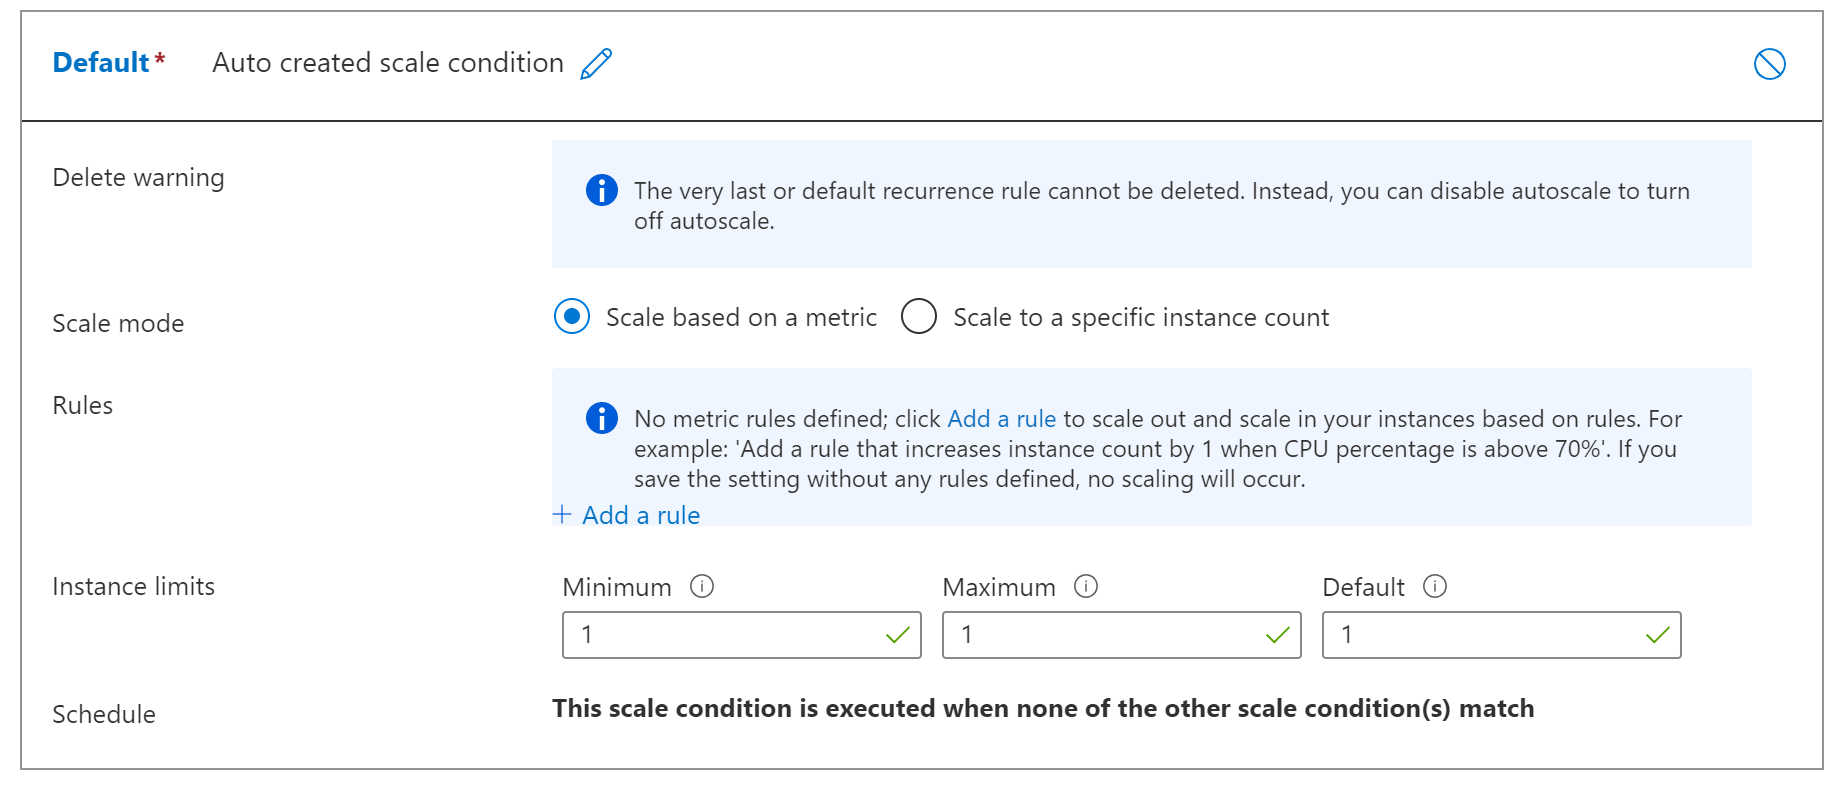 Default * Auto created scale condition
Delete warning
The very last or default recurrence rule cannot be deleted. Instead, you can disable autoscale to turn
off autoscale.
Scale mode
Scale based on a metric Scale to a specific instance count
Rules
No metric rules defined; click Add a rule to scale out and scale in your instances based on rules. For
example: 'Add a rule that increases instance count by 1 when CPU percentage is above 70%'. If you
save the setting without any rules defined, no scaling will occur.
+ Add a rule
Instance limits
Minimum Maximum Default
1 1 1
Schedule
This scale condition is executed when none of the other scale condition(s) match